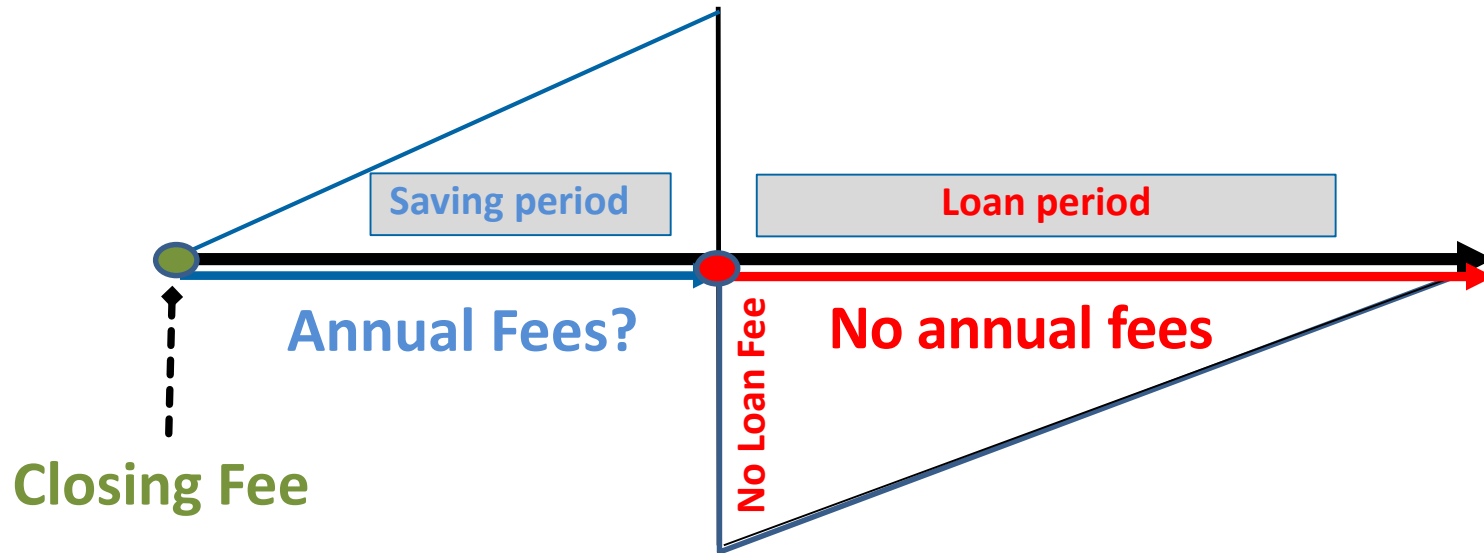 Saving period
Loan period
Annual Fees?
No Loan Fee
No annual fees
Closing Fee